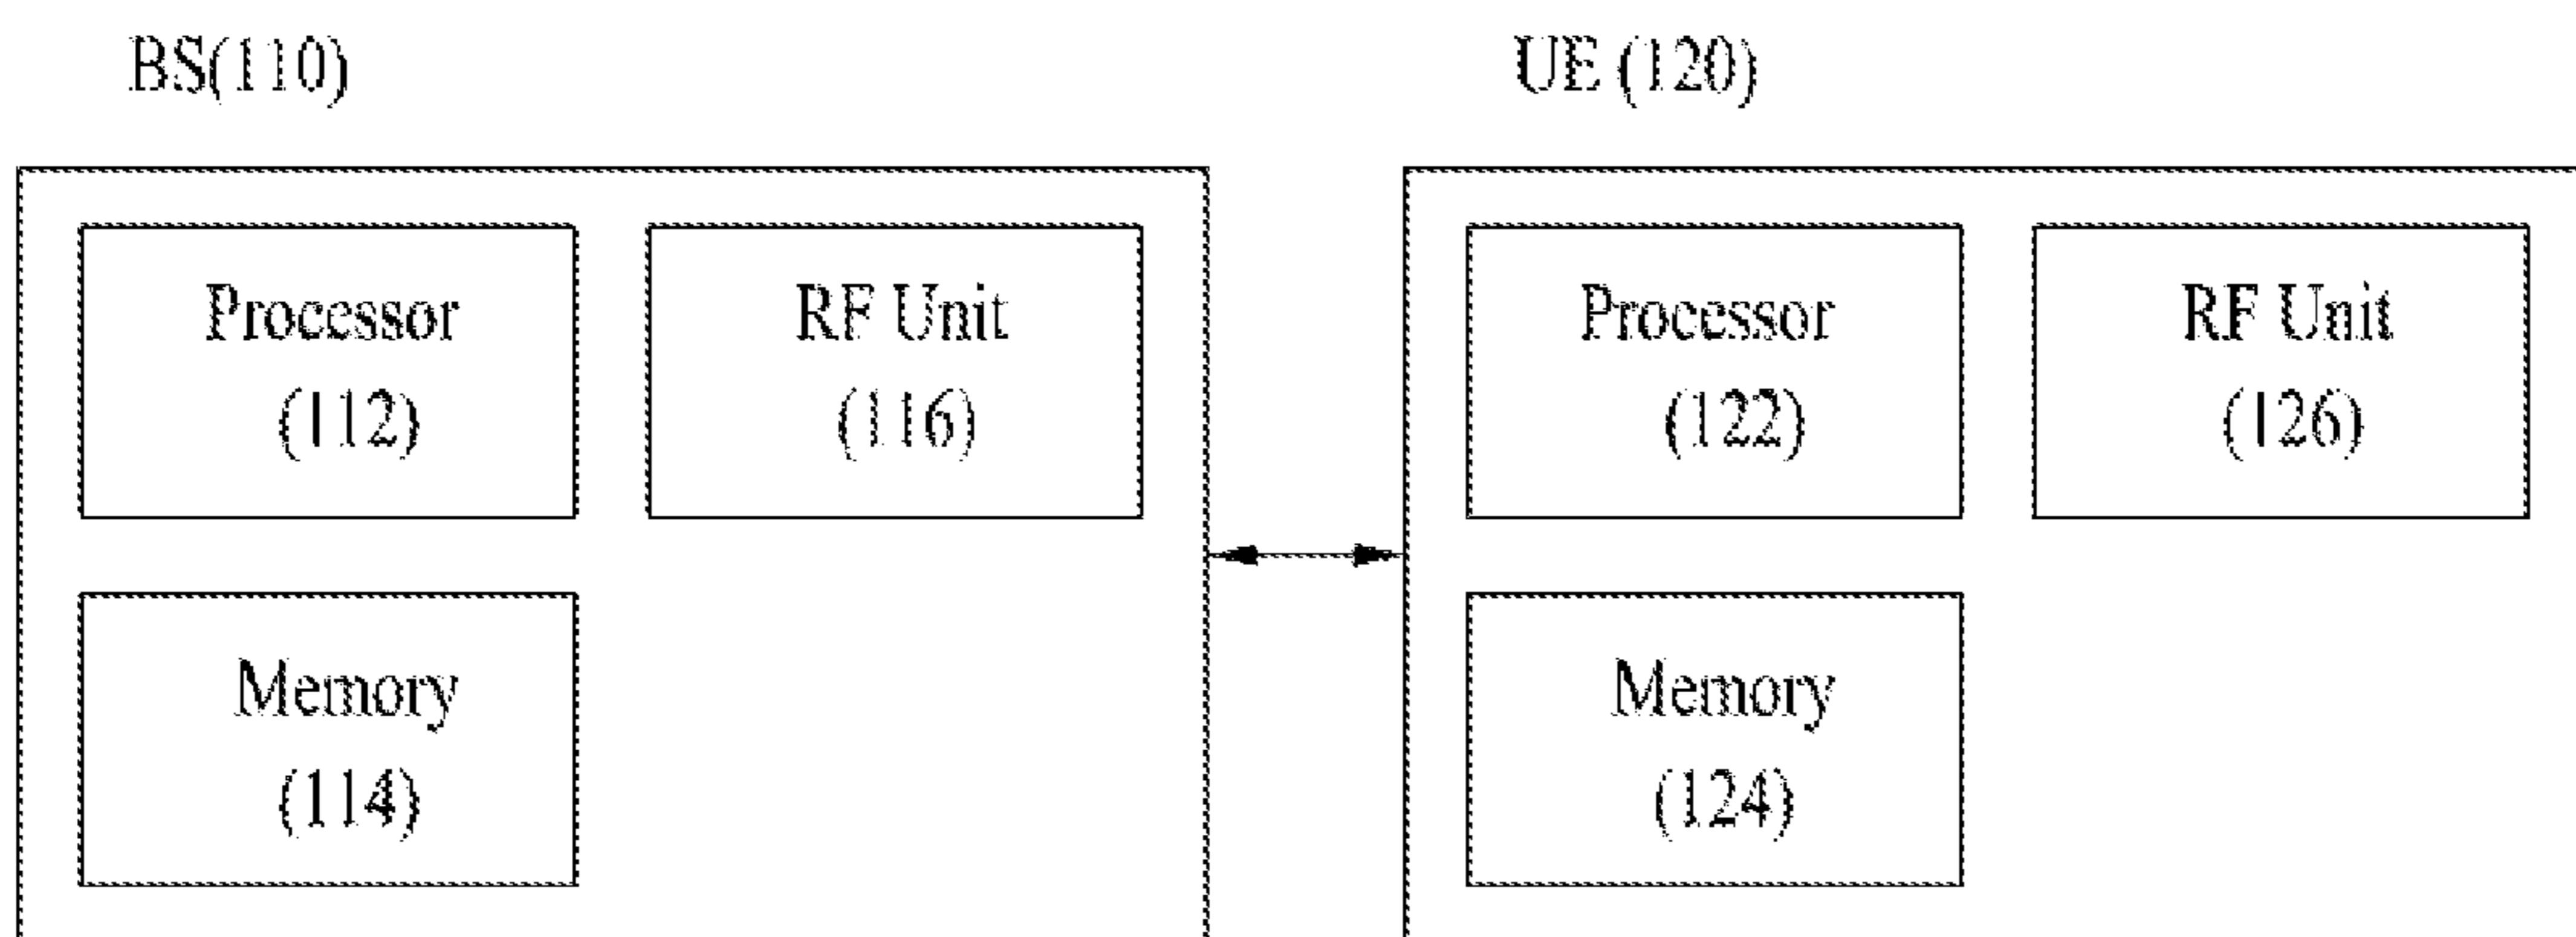 BS(110)
UE (120)
Processor
(112)
RF Unit
(116)
Processor
(122)
RF Unit
(126)
Memory
(114)
Memory
(124)